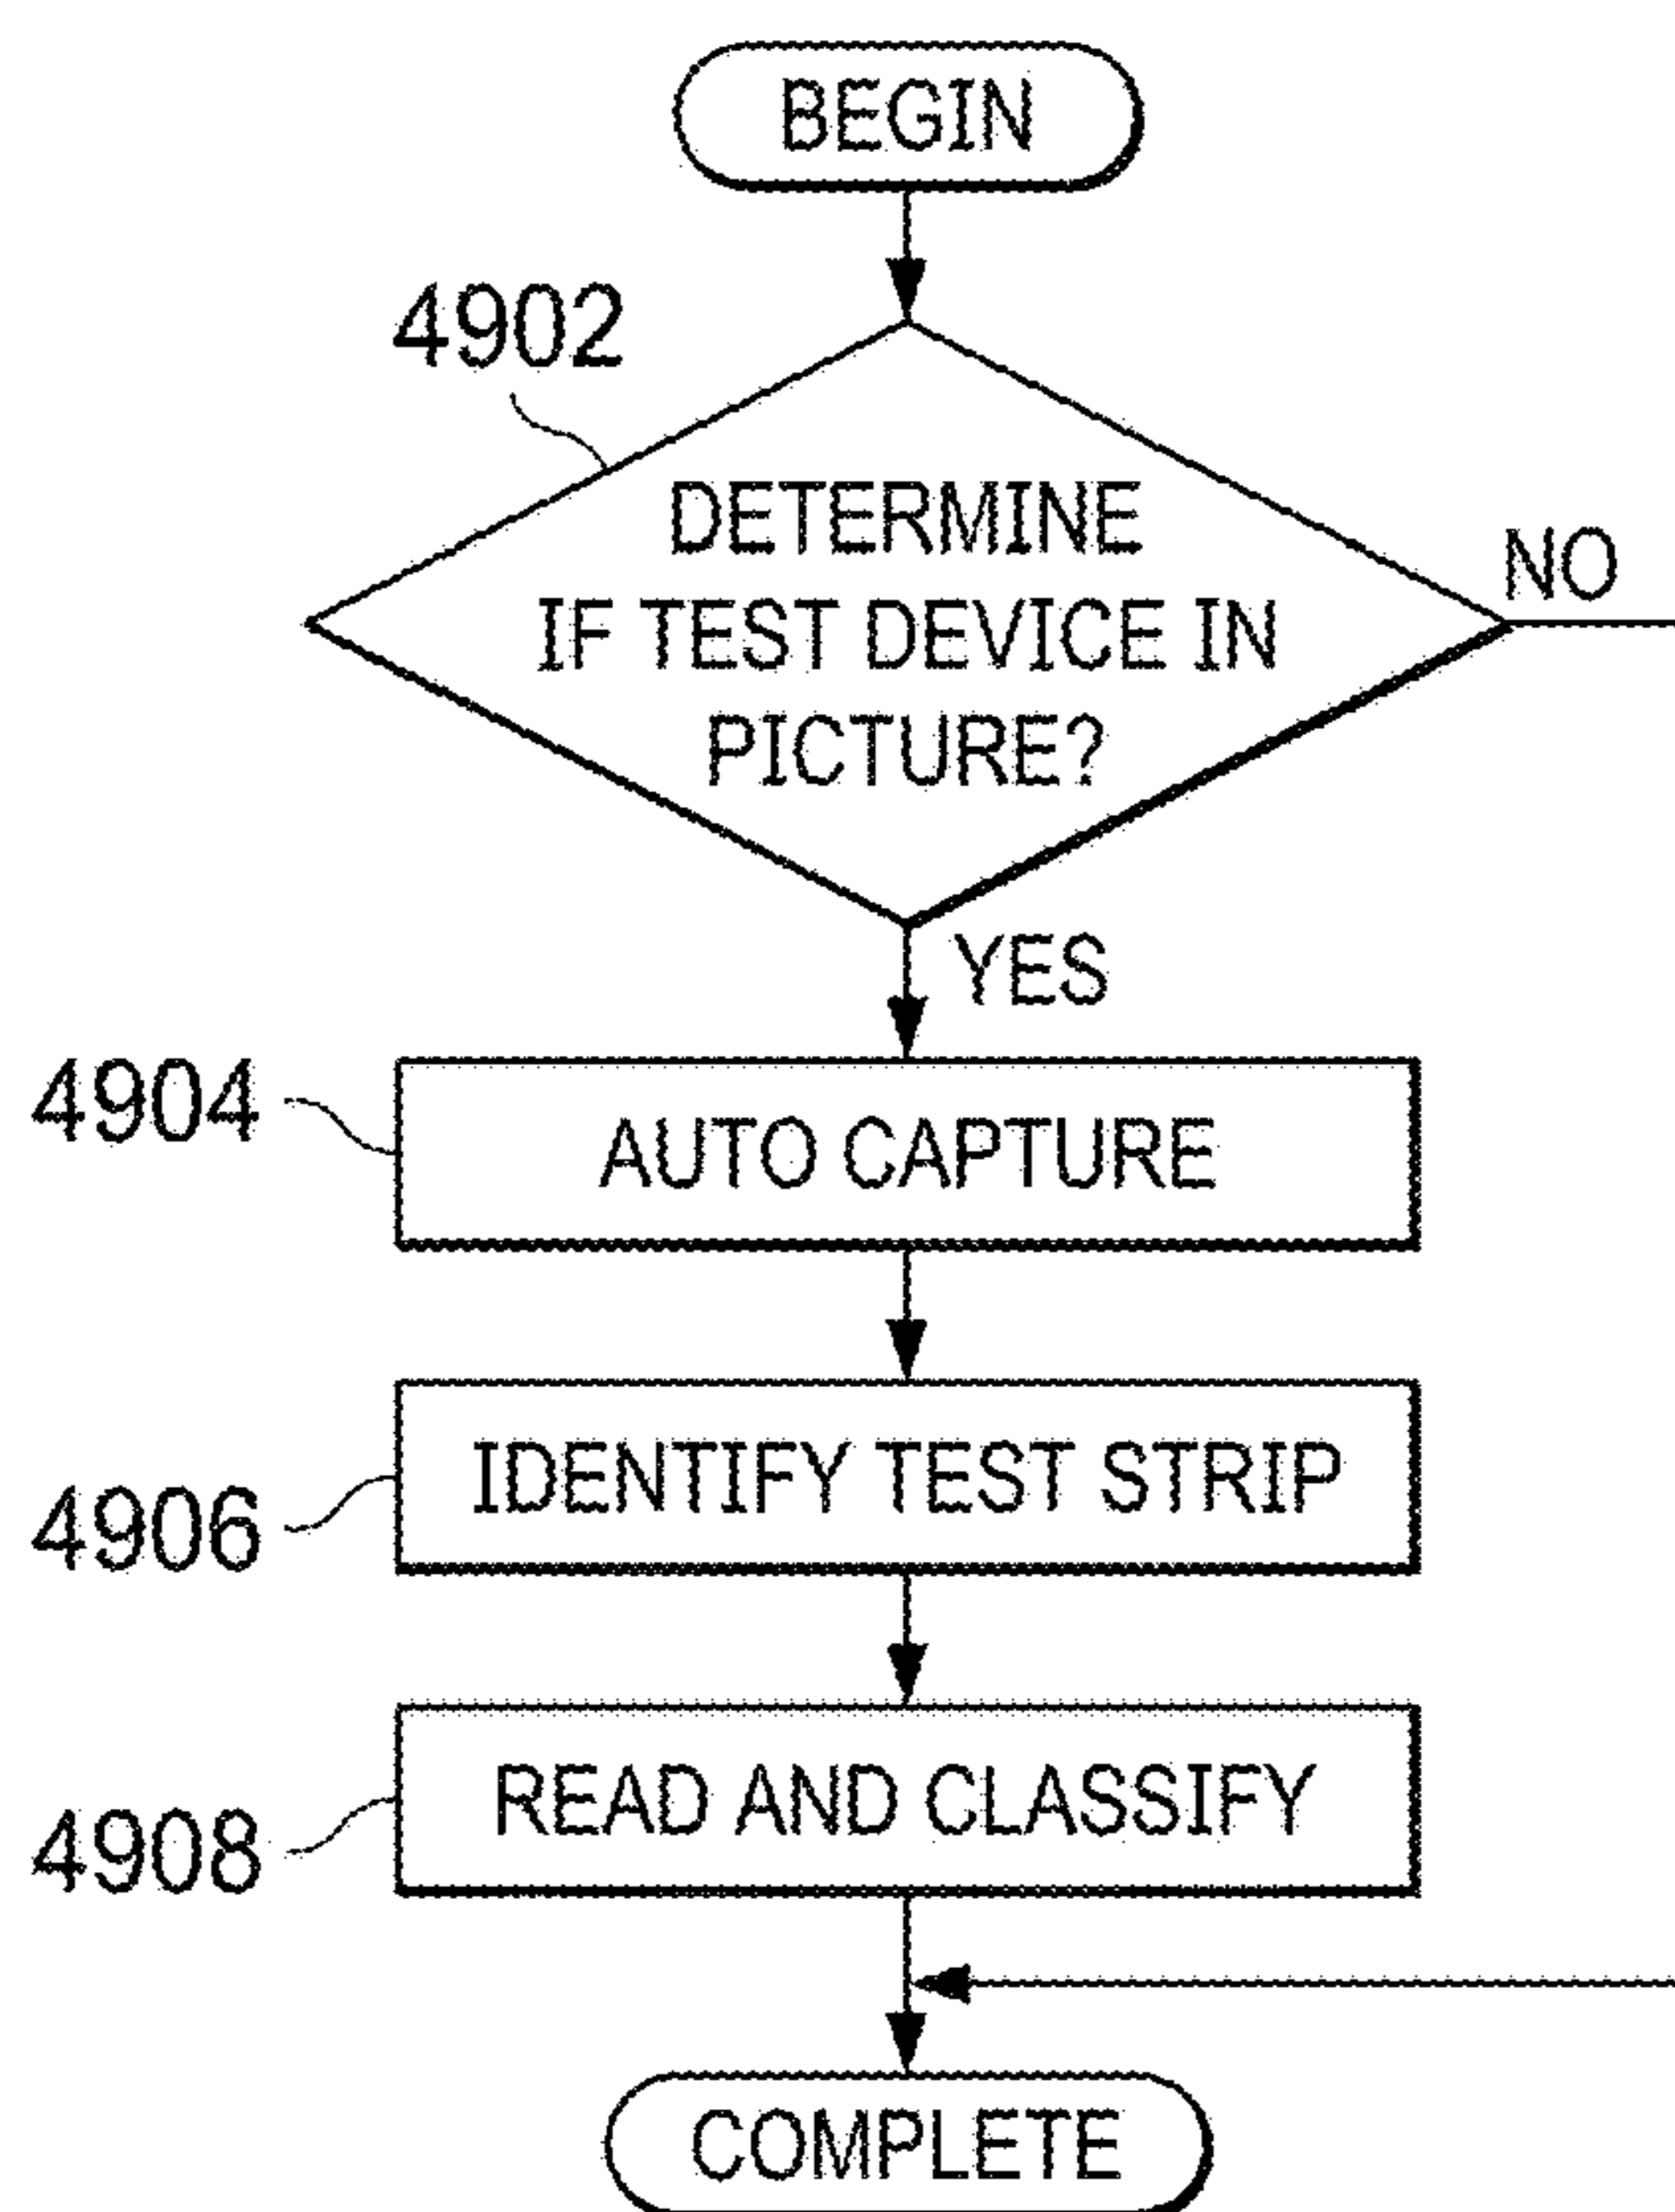 BEGIN
4902
DETERMINE
IF TEST DEVICE IN
PICTURE?
NO
YES
4904
AUTO CAPTURE
IDENTIFY TEST STRIP
4906
READ AND CLASSIFY
4908
COMPLETE